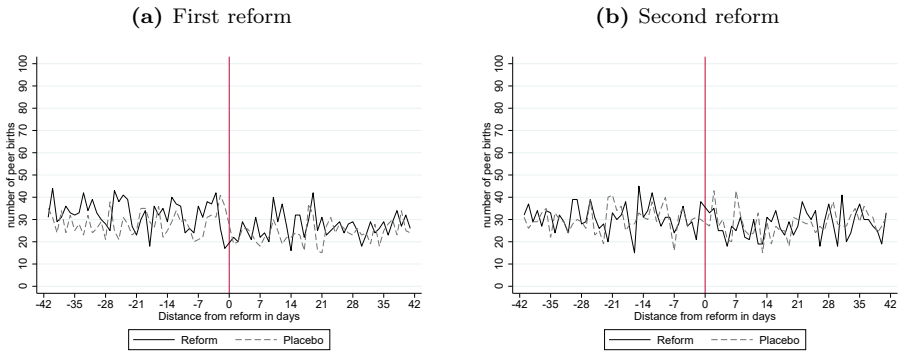 (a) First reform
number of peer births
100
90
80
70
60
50
40
30
20
10
0
-42 -35 -28 -21 -14 -7 0 7 14 21 28 35 42
Distance from reform in days
Reform Placebo
(b) Second reform
number of peer births
100
90
80
70
60
50
40
30
20
10
0
-42 -35 -28 -21 -14 -7 0 7 14 21 28 35 42
Distance from reform in days
Reform Placebo